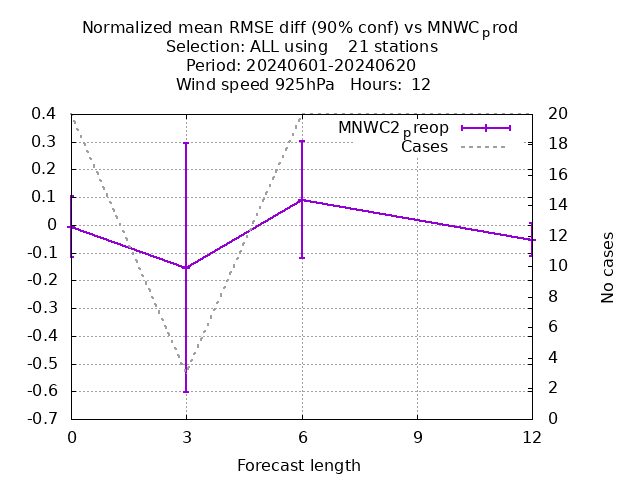 Normalized mean RMSE diff (90% conf) vs MNWCprod
Selection: ALL using 21 stations
Period: 20240601-20240620
Wind speed 925hPa Hours: 12
MNWC2preop
Cases
0.4
0.3
0.2
0.1
0
-0.1
-0.2
-0.3
-0.4
-0.5
-0.6
-0.7
20
18
16
14
12
10
8
6
4
2
0
No cases
0 3 6 9 12
Forecast length